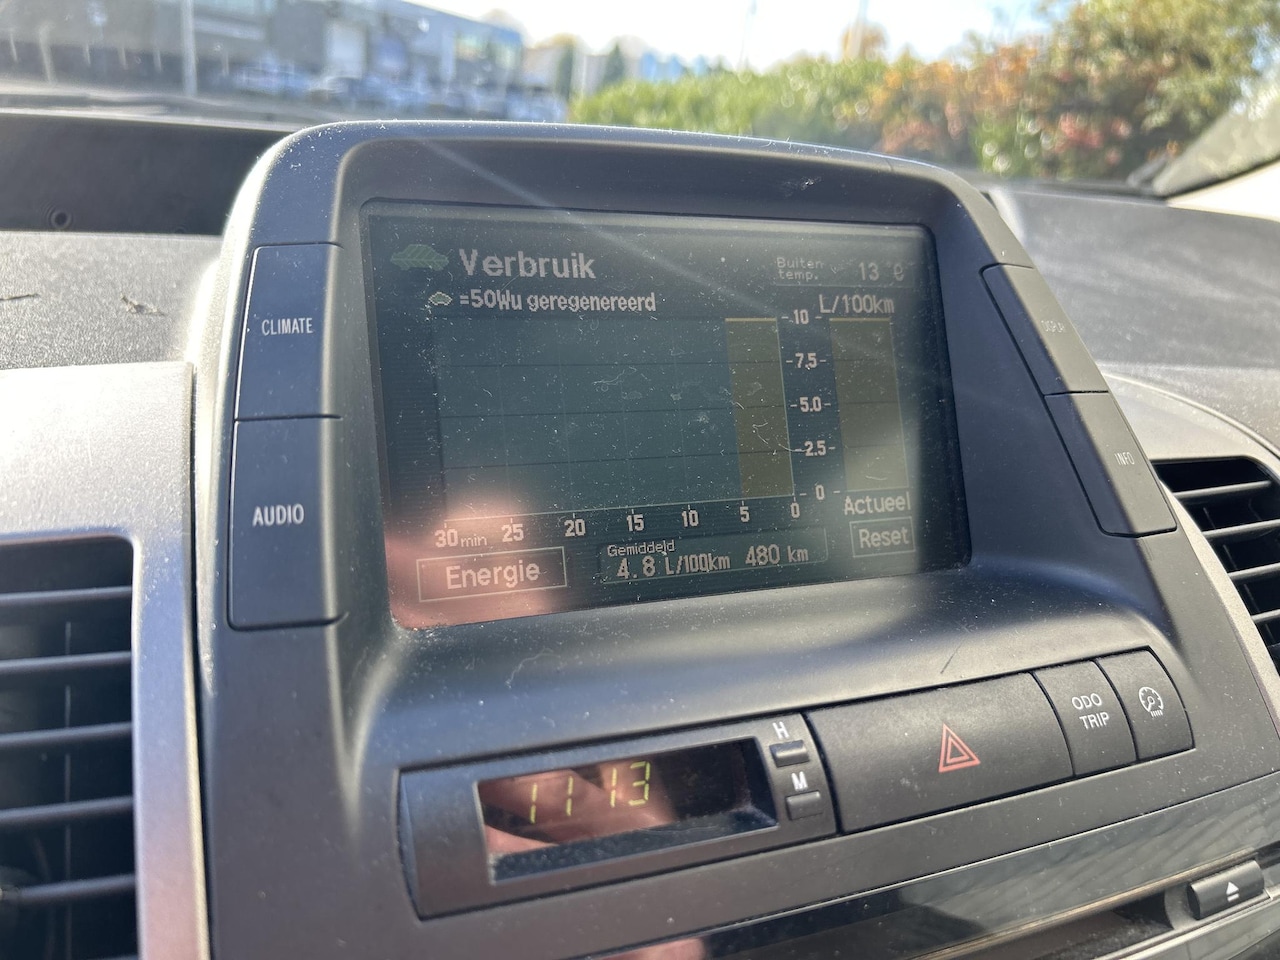 Verbruik
Buiten temp. 13 °C
=50Wu geregenereerd
L/100km
10
7.5
5.0
2.5
0
30 min 25 20 15 10 5 0
Actueel
Reset
Energie
Gemiddeld
4.8 L/100km 480 km
CLIMATE
AUDIO
DISPLAY
INFO
11 13
H
M
ODO
TRIP